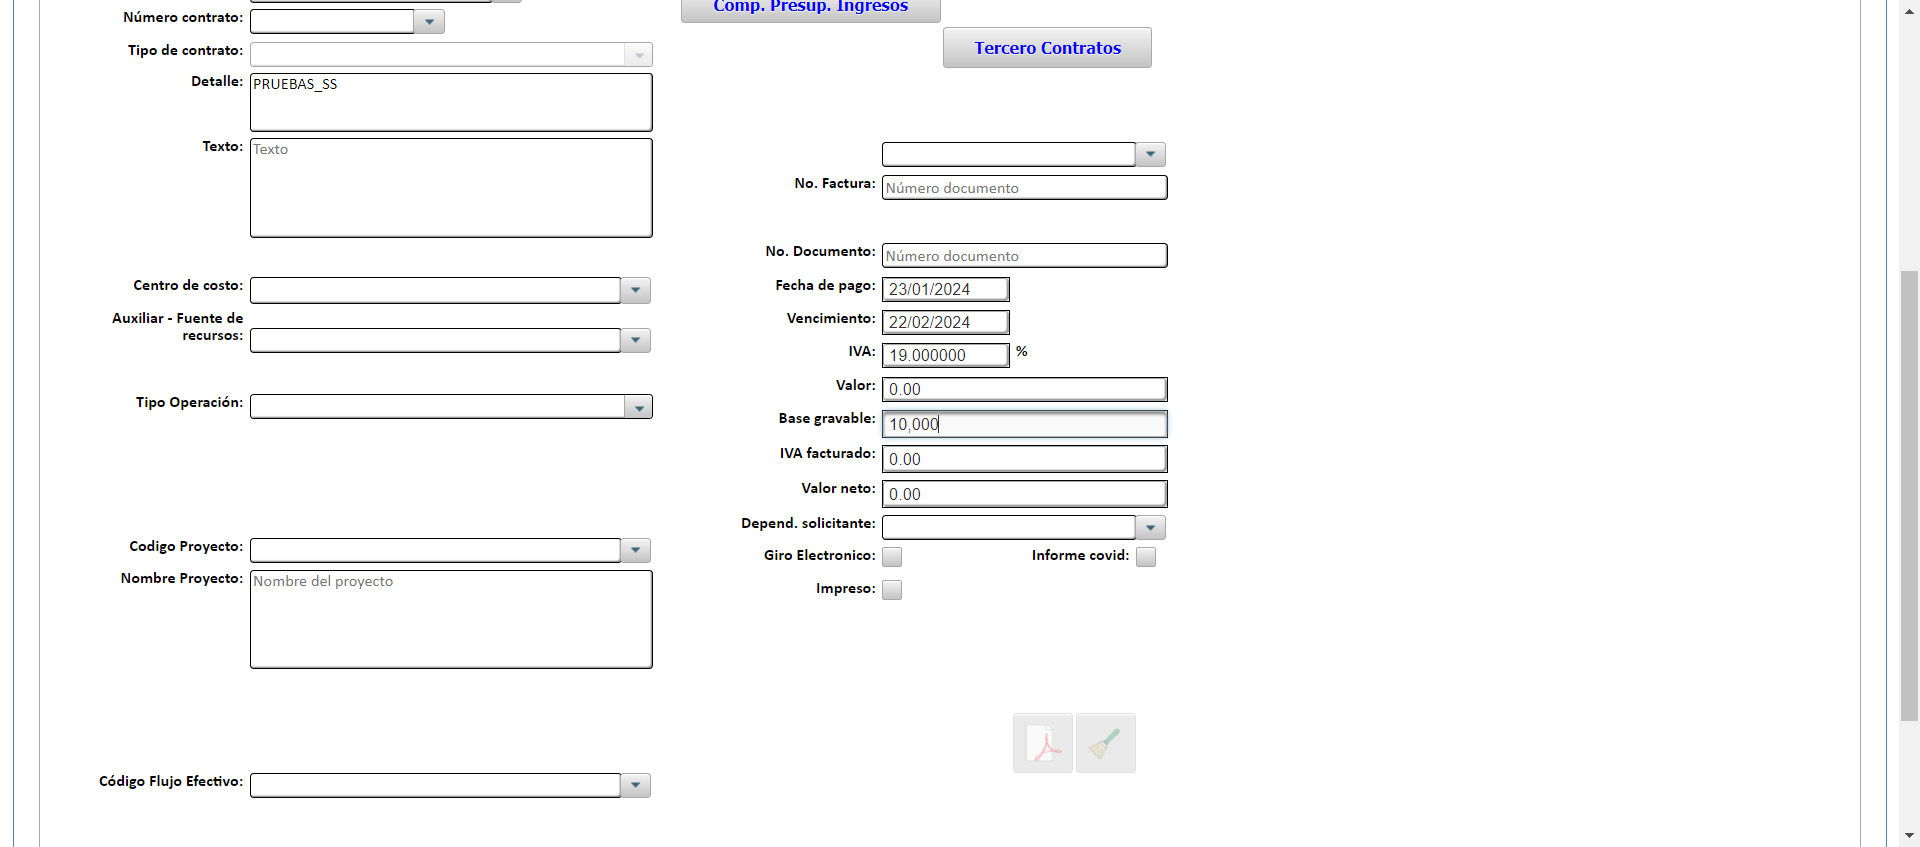 Número contrato:
Tipo de contrato:
Detalle: PRUEBAS_SS
Texto: Texto
Centro de costo:
Auxiliar - Fuente de
recursos:
Tipo Operación:
Codigo Proyecto:
Nombre Proyecto: Nombre del proyecto
Código Flujo Efectivo:
Comp. Presup. Ingresos
Tercero Contratos
No. Factura: Número documento
No. Documento: Número documento
Fecha de pago: 23/01/2024
Vencimiento: 22/02/2024
IVA: 19.000000 %
Valor: 0.00
Base gravable: 10,000
IVA facturado: 0.00
Valor neto: 0.00
Depend. solicitante:
Giro Electronico: Informe covid:
Impreso: